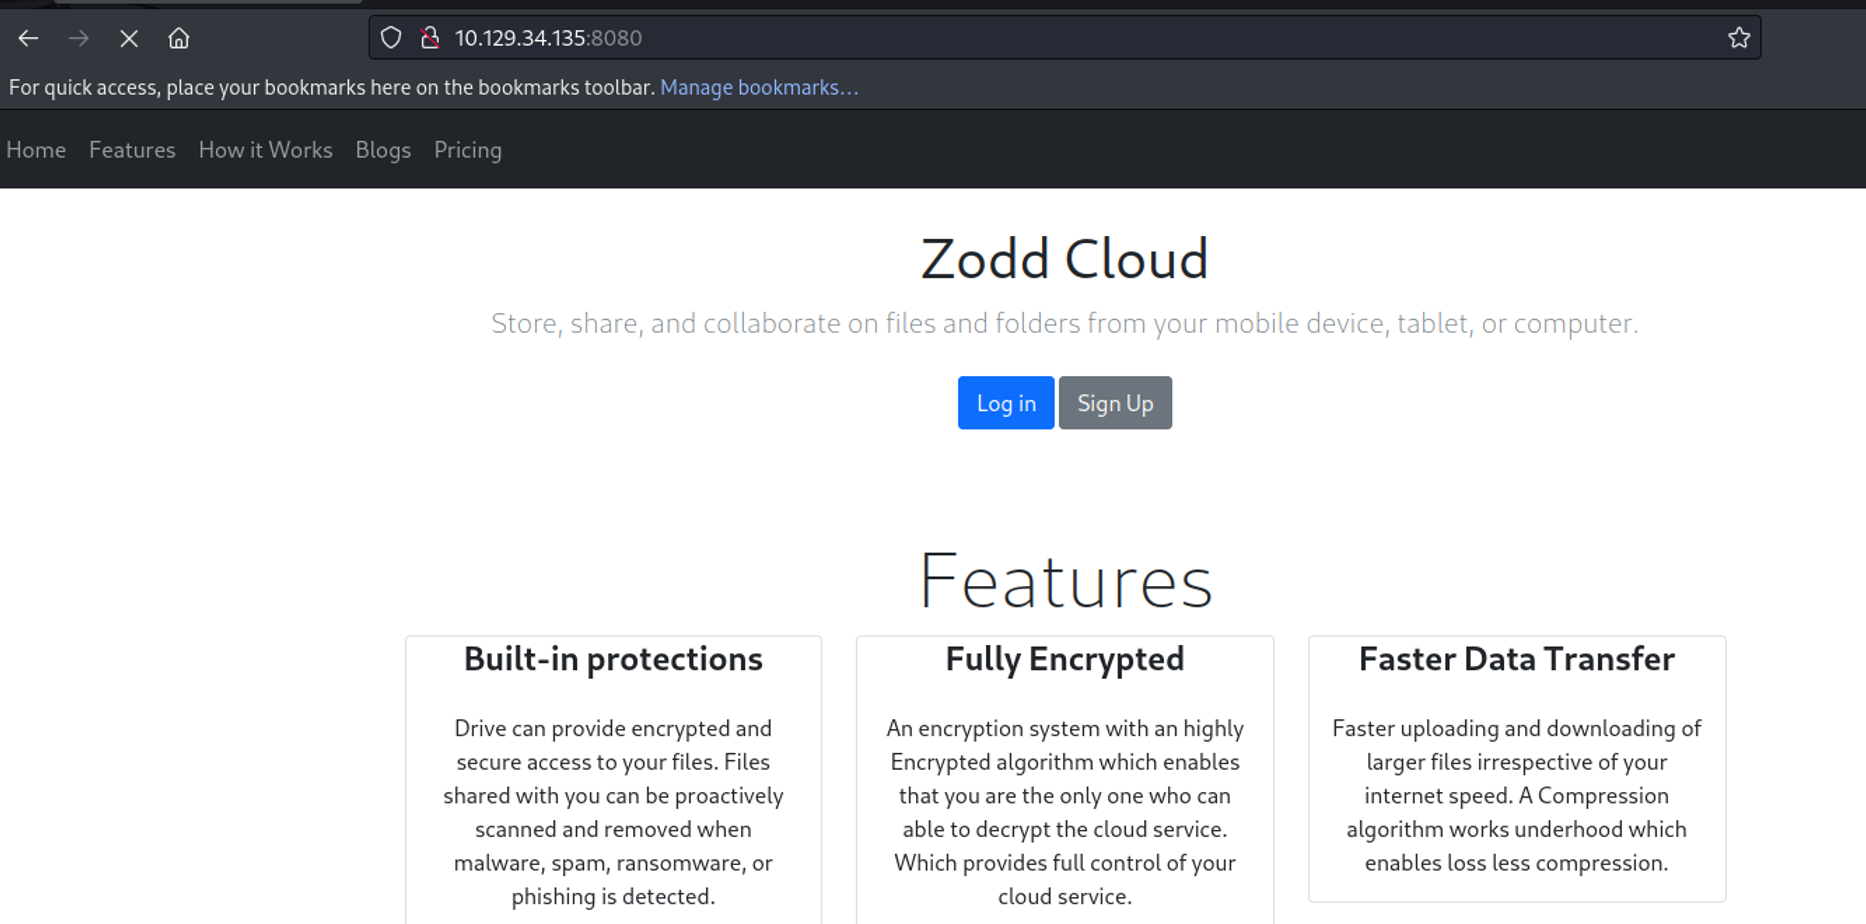 10.129.34.135:8080
For quick access, place your bookmarks here on the bookmarks toolbar. Manage bookmarks…
Home Features How it Works Blogs Pricing
Zodd Cloud
Store, share, and collaborate on files and folders from your mobile device, tablet, or computer.
Log in Sign Up
Features
Built-in protections
Drive can provide encrypted and
secure access to your files. Files
shared with you can be proactively
scanned and removed when
malware, spam, ransomware, or
phishing is detected.
Fully Encrypted
An encryption system with an highly
Encrypted algorithm which enables
that you are the only one who can
able to decrypt the cloud service.
Which provides full control of your
cloud service.
Faster Data Transfer
Faster uploading and downloading of
larger files irrespective of your
internet speed. A Compression
algorithm works underhood which
enables loss less compression.